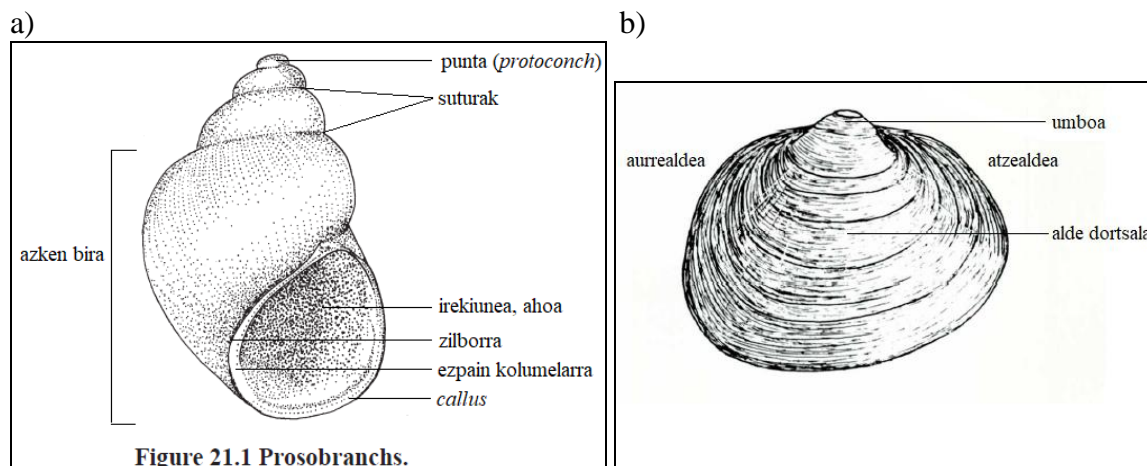 a)
punta (protoconch)
suturak
azken bira
irekiunea, ahoa
zilborra
ezpain kolumelarra
callus
Figure 21.1 Prosobranchs.
b)
umboa
aurrealdea
atzealdea
alde dortsala